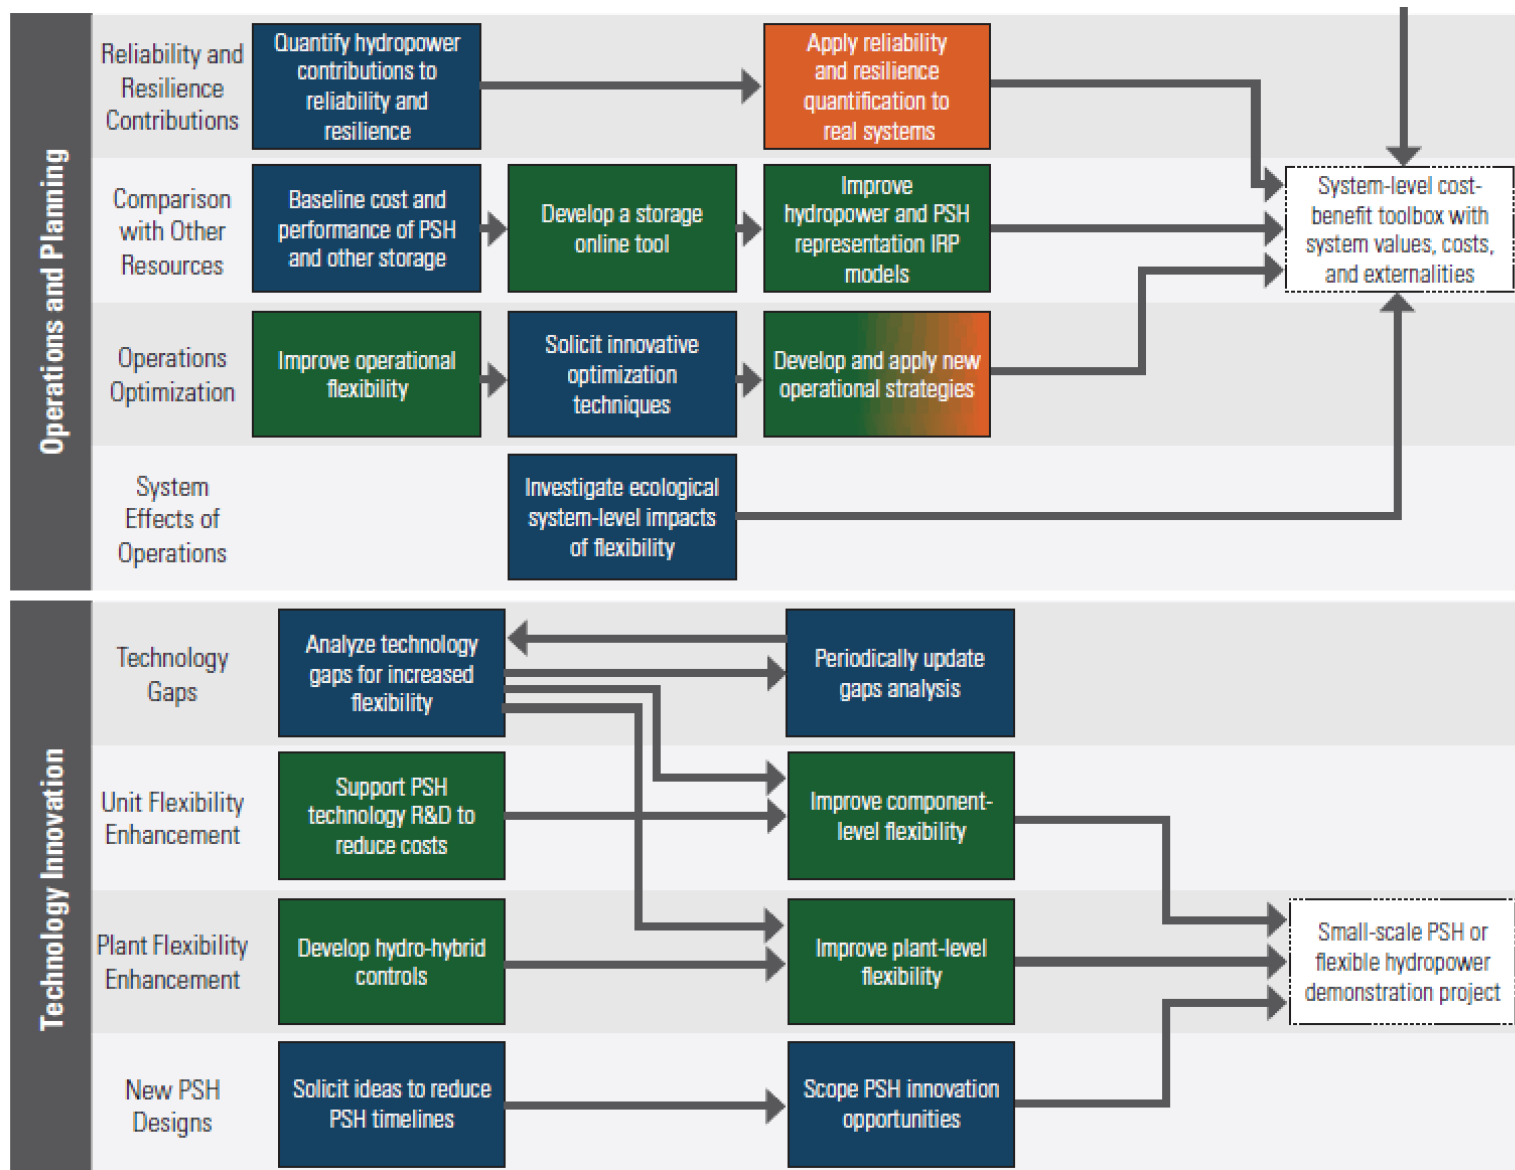 Operations and Planning
Reliability and
Resilience
Contributions
Quantify hydropower
contributions to
reliability and
resilience
Apply reliability
and resilience
quantification to
real systems
Comparison
with Other
Resources
Baseline cost and
performance of PSH
and other storage
Develop a storage
online tool
Improve
hydropower and PSH
representation IRP
models
System-level cost-
benefit toolbox with
system values, costs,
and externalities
Operations
Optimization
Improve operational
flexibility
Solicit innovative
optimization
techniques
Develop and apply new
operational strategies
System
Effects of
Operations
Investigate ecological
system-level impacts
of flexibility
Technology Innovation
Technology
Gaps
Analyze technology
gaps for increased
flexibility
Periodically update
gaps analysis
Unit Flexibility
Enhancement
Support PSH
technology R&D to
reduce costs
Improve component-
level flexibility
Plant Flexibility
Enhancement
Develop hydro-hybrid
controls
Improve plant-level
flexibility
Small-scale PSH or
flexible hydropower
demonstration project
New PSH
Designs
Solicit ideas to reduce
PSH timelines
Scope PSH innovation
opportunities